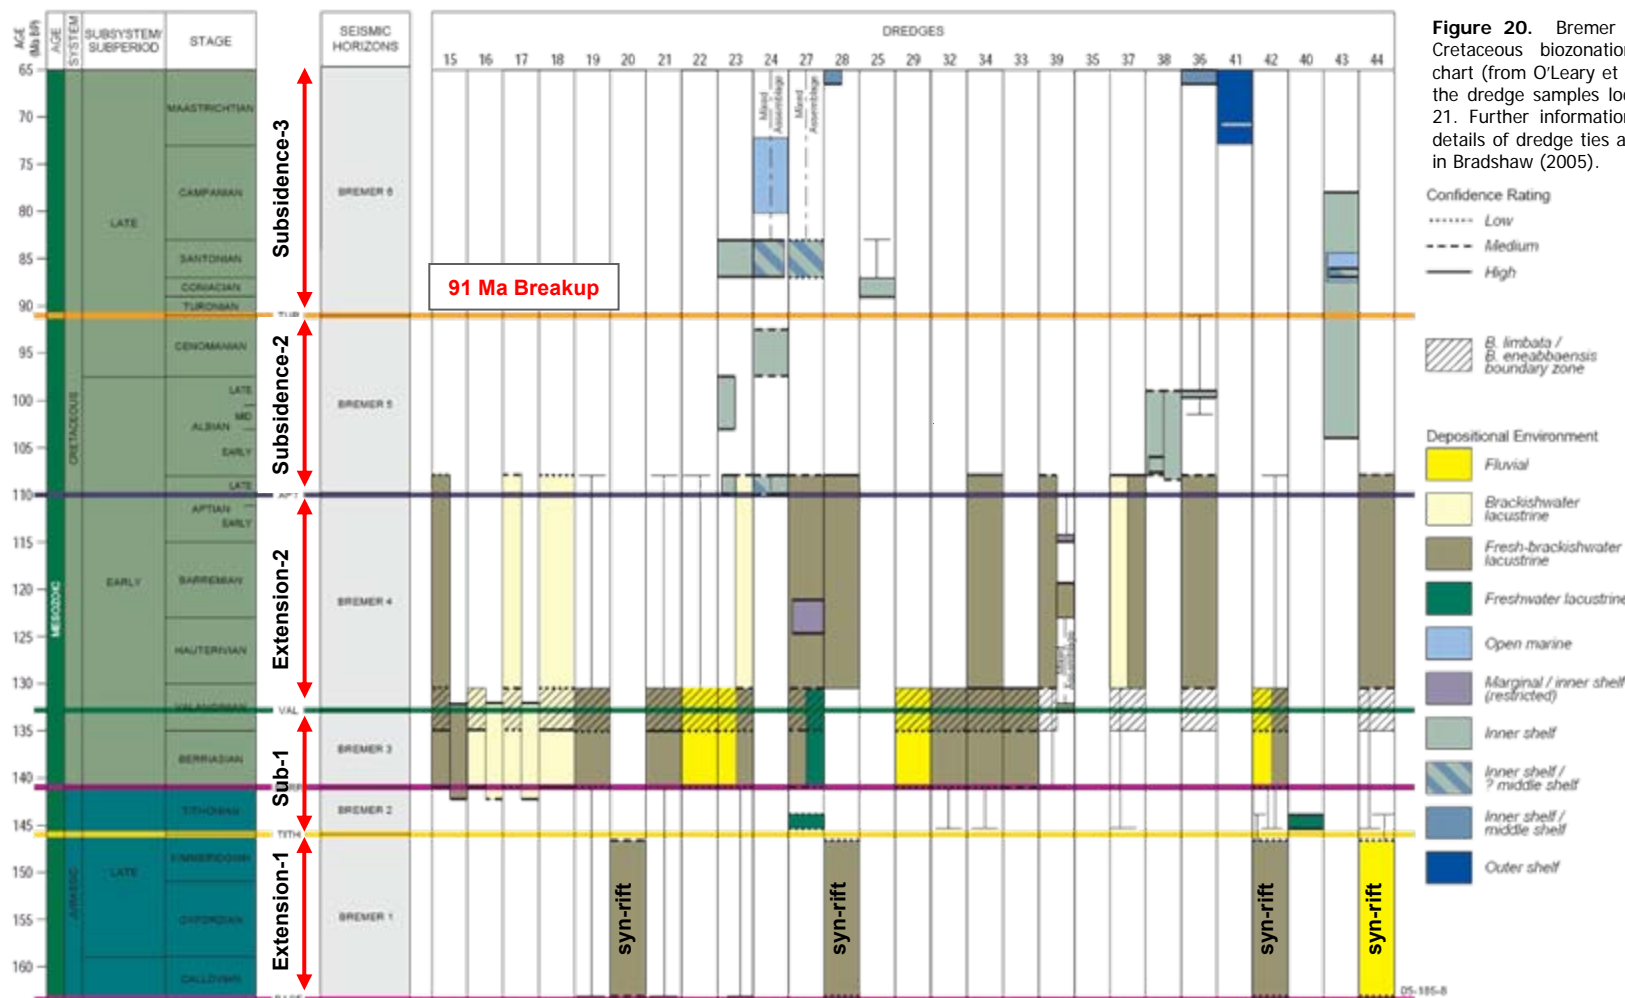 AGE
(Ma BP)
AGE
SYSTEM
SUBSYSTEM/
SUBPERIOD
STAGE
SEISMIC
HORIZONS
DREDGES
15 16 17 18 19 20 21 22 23 24 27 28 25 29 32 34 33 39 35 37 38 36 41 42 40 43 44
65
70
75
80
85
90
95
100
105
110
115
120
125
130
135
140
145
150
155
160
MESOZOIC
CRETACEOUS
JURASSIC
LATE
EARLY
LATE
MAASTRICHTIAN
CAMPANIAN
SANTONIAN
CONIACIAN
TURONIAN
CENOMANIAN
LATE
MID
ALBIAN
EARLY
LATE
APTIAN
EARLY
BARREMIAN
HAUTERIVIAN
VALANGINIAN
BERRIASIAN
TITHONIAN
KIMMERIDGIAN
OXFORDIAN
CALLOVIAN
Subsidence-3
Subsidence-2
Extension-2
Sub-1
Extension-1
TUR
APT
VAL
TITH
BASE
BREMER 6
BREMER 5
BREMER 4
BREMER 3
BREMER 2
BREMER 1
91 Ma Breakup
Mixed
Assemblage
Mixed
Assemblage
Mixed
Assemblage
syn-rift
syn-rift
syn-rift
syn-rift
Figure 20. Bremer
Cretaceous biozonation
chart (from O'Leary et
the dredge samples loc
21. Further information
details of dredge ties a
in Bradshaw (2005).
Confidence Rating
Low
Medium
High
B. limbata /
B. eneabbaensis
boundary zone
Depositional Environment
Fluvial
Brackishwater
lacustrine
Fresh-brackishwater
lacustrine
Freshwater lacustrine
Open marine
Marginal / inner shelf
(restricted)
Inner shelf
Inner shelf /
? middle shelf
Inner shelf /
middle shelf
Outer shelf
05-185-8